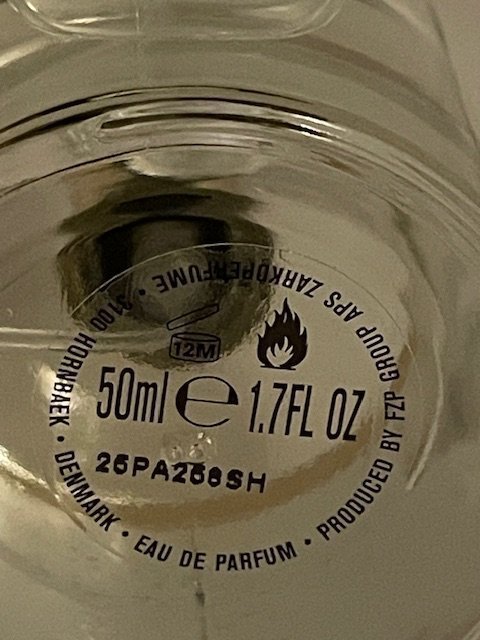 PRODUCED BY FZP GROUP APS ZARKOPERFUME • 3100 HORNBAEK • DENMARK • EAU DE PARFUM •
12M
50ml e 1.7FL OZ
25PA258SH